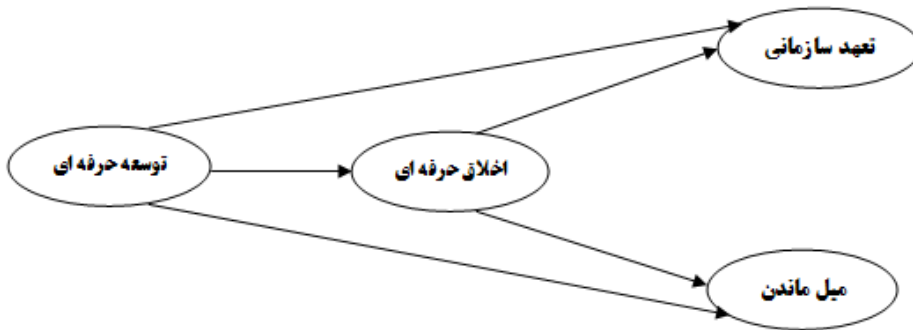 تعهد سازمانی
توسعه حرفه ای
اخلاق حرفه ای
میل ماندن